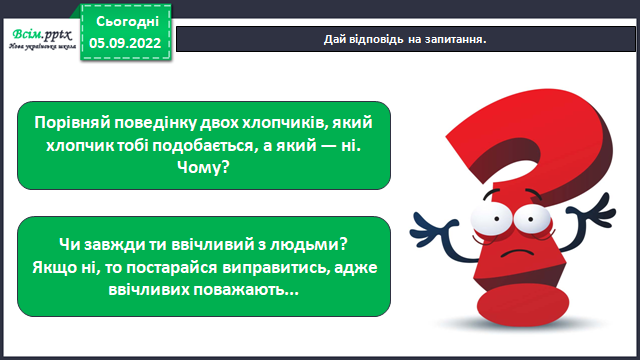 Всім.pptx
Нова українська школа
Сьогодні
05.09.2022
Дай відповідь на запитання.
Порівняй поведінку двох хлопчиків, який
хлопчик тобі подобається, а який — ні.
Чому?
Чи завжди ти ввічливий з людьми?
Якщо ні, то постарайся виправитись, адже
ввічливих поважають...